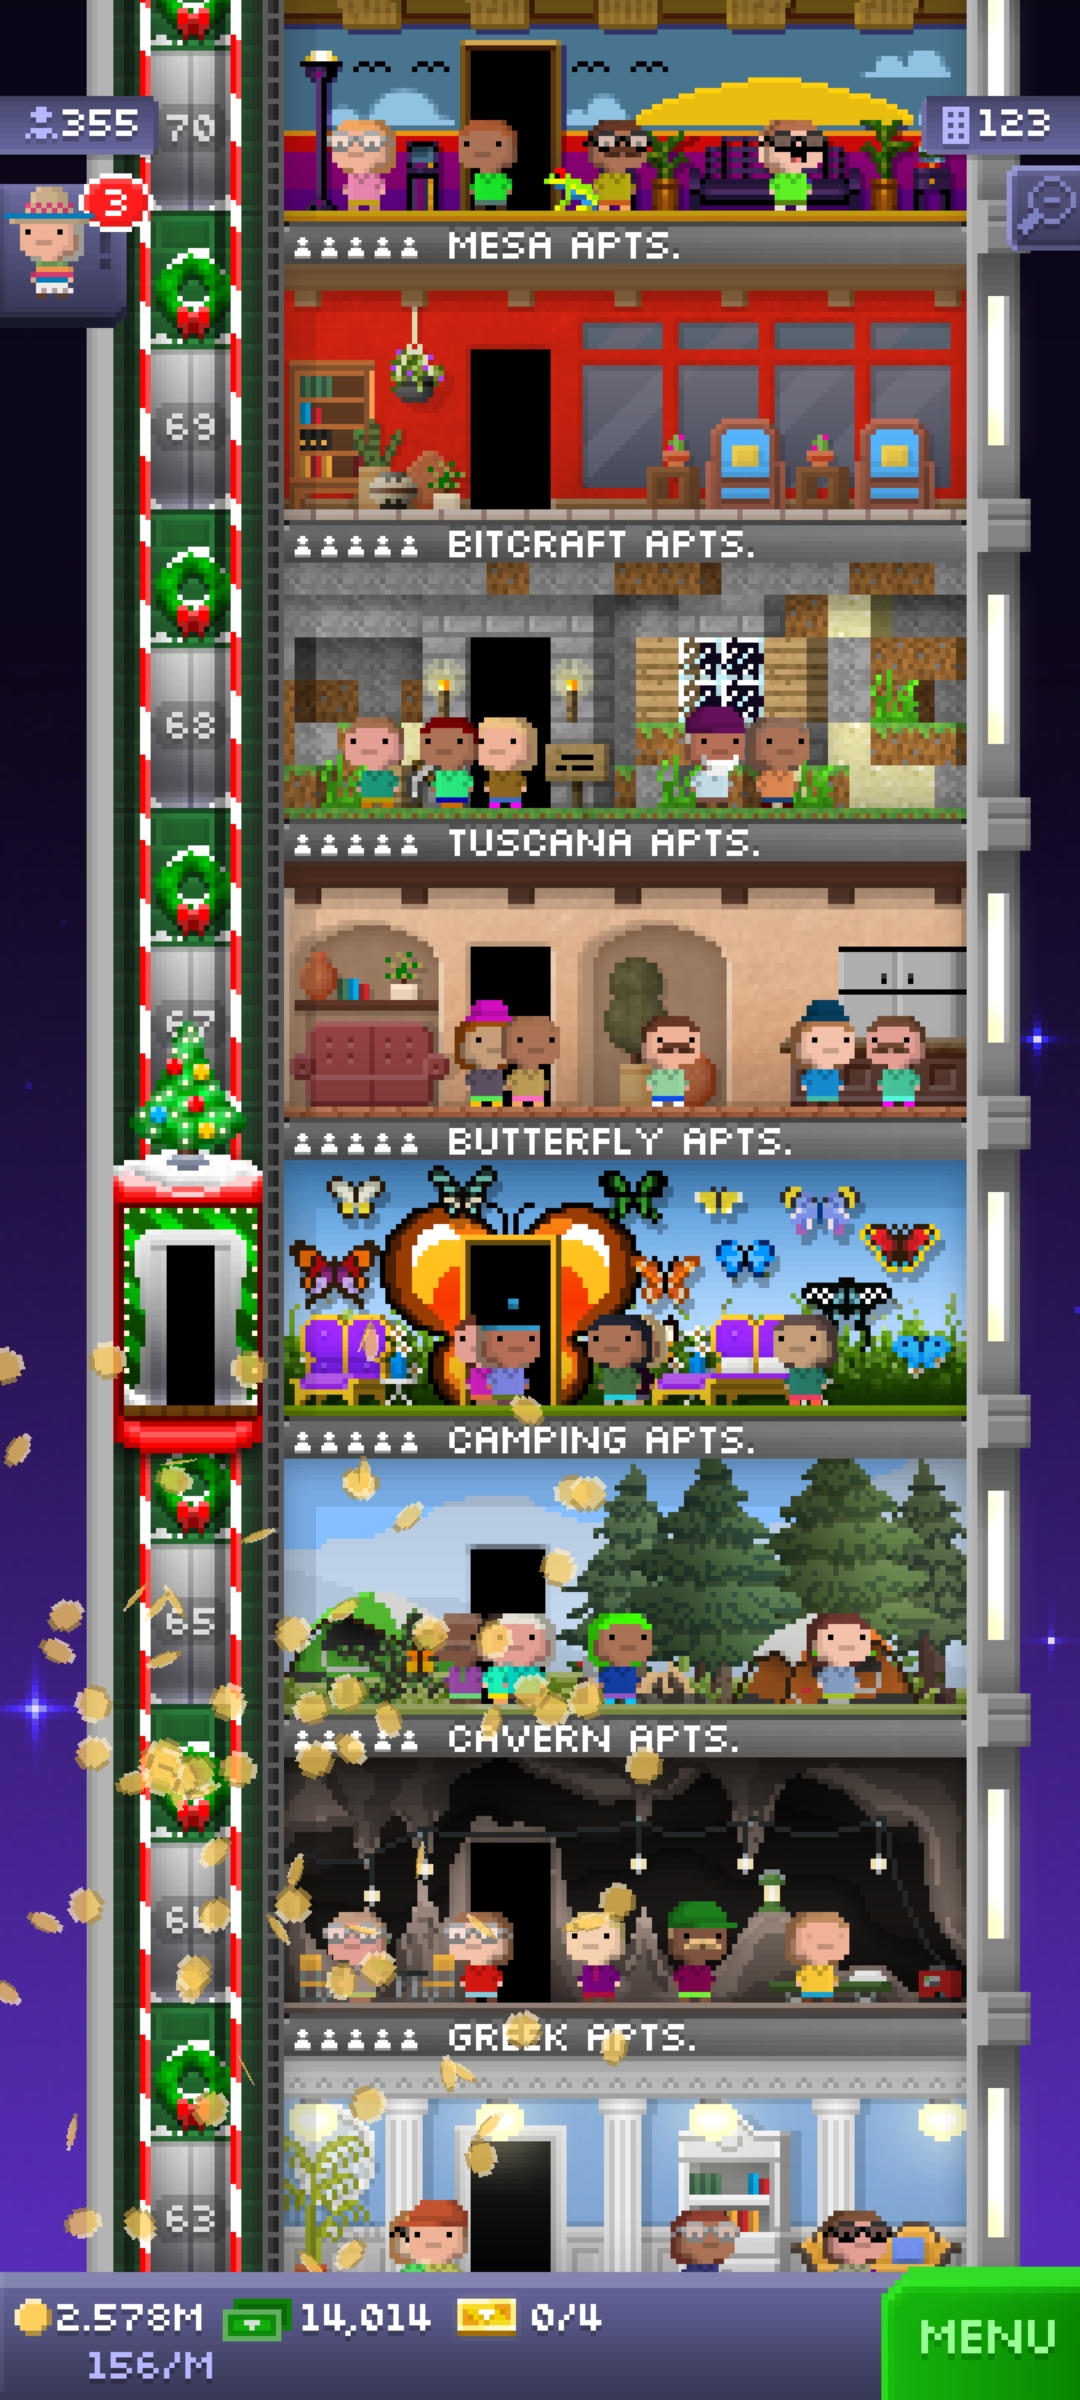 70
355
123
3
MESA APTS.
69
BITCRAFT APTS.
68
TUSCANA APTS.
67
BUTTERFLY APTS.
CAMPING APTS.
65
CAVERN APTS.
GREEK APTS.
63
2.578M
14,014
0/4
156/M
MENU